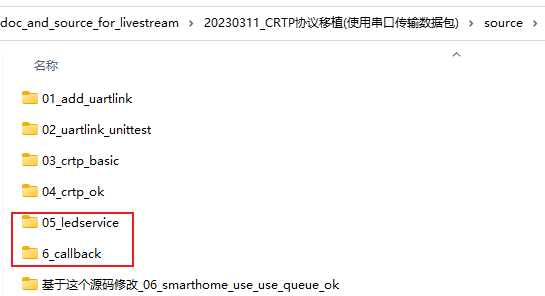 doc_and_source_for_livestream › 20230311_CRTP协议移植(使用串口传输数据包) › source ›
名称
01_add_uartlink
02_uartlink_unittest
03_crtp_basic
04_crtp_ok
05_ledservice
6_callback
基于这个源码修改_06_smarthome_use_use_queue_ok